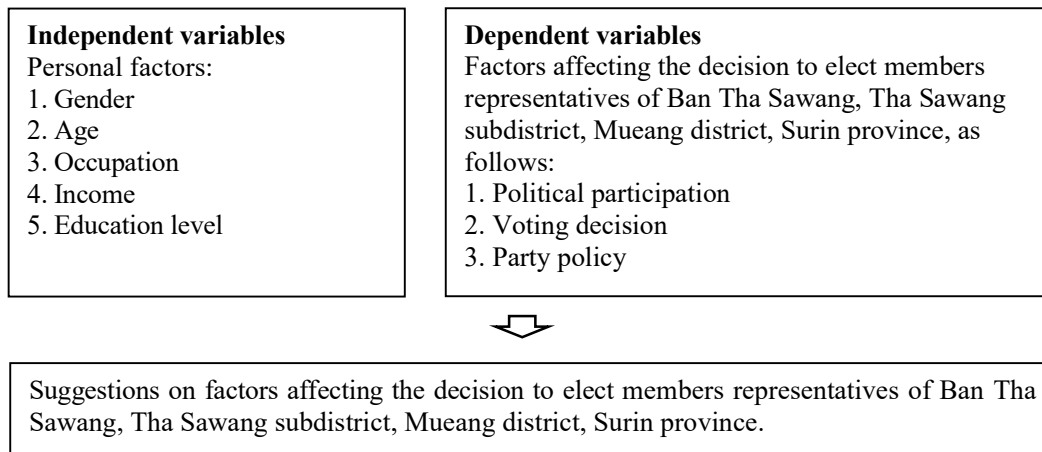 Independent variables
Personal factors:
1. Gender
2. Age
3. Occupation
4. Income
5. Education level
Dependent variables
Factors affecting the decision to elect members
representatives of Ban Tha Sawang, Tha Sawang
subdistrict, Mueang district, Surin province, as
follows:
1. Political participation
2. Voting decision
3. Party policy
Suggestions on factors affecting the decision to elect members representatives of Ban Tha
Sawang, Tha Sawang subdistrict, Mueang district, Surin province.